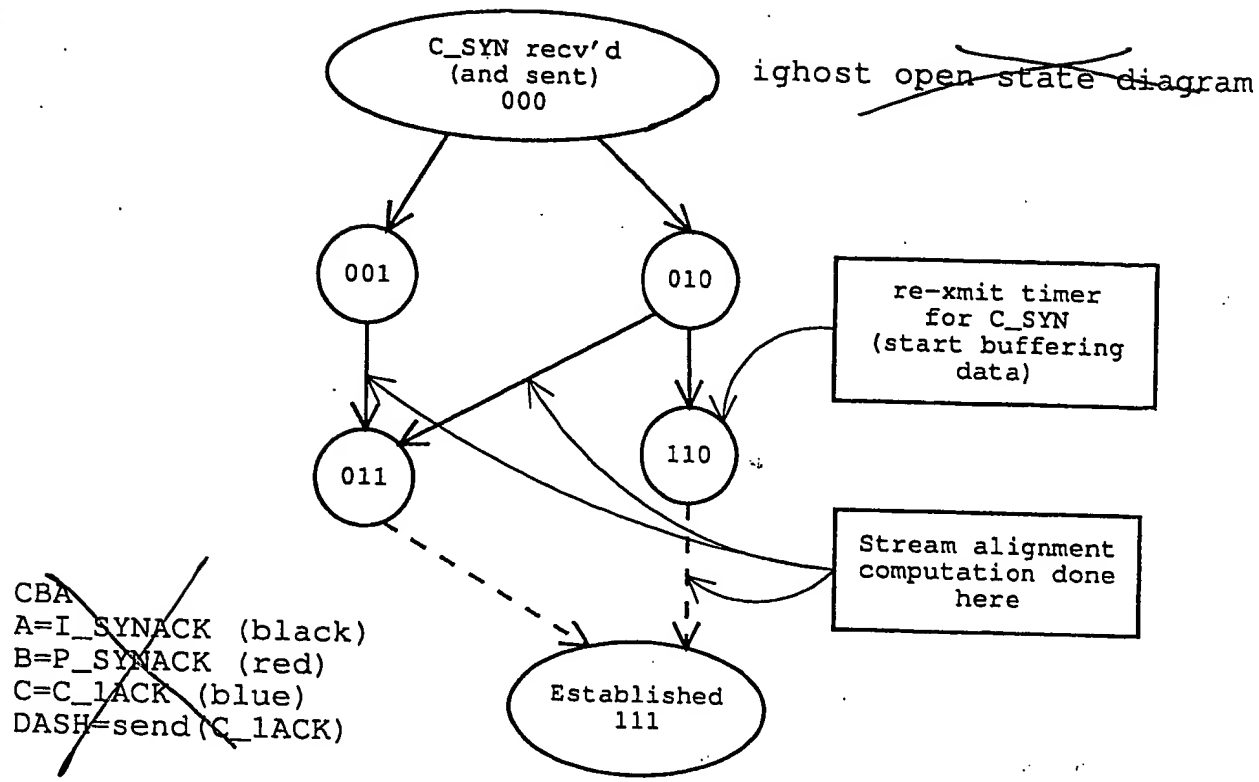 C_SYN recv'd
(and sent)
000
ighost open state diagram
001
010
re-xmit timer
for C_SYN
(start buffering
data)
011
110
Stream alignment
computation done
here
CBA
A=I_SYNACK (black)
B=P_SYNACK (red)
C=C_1ACK (blue)
DASH=send(C_1ACK)
Established
111